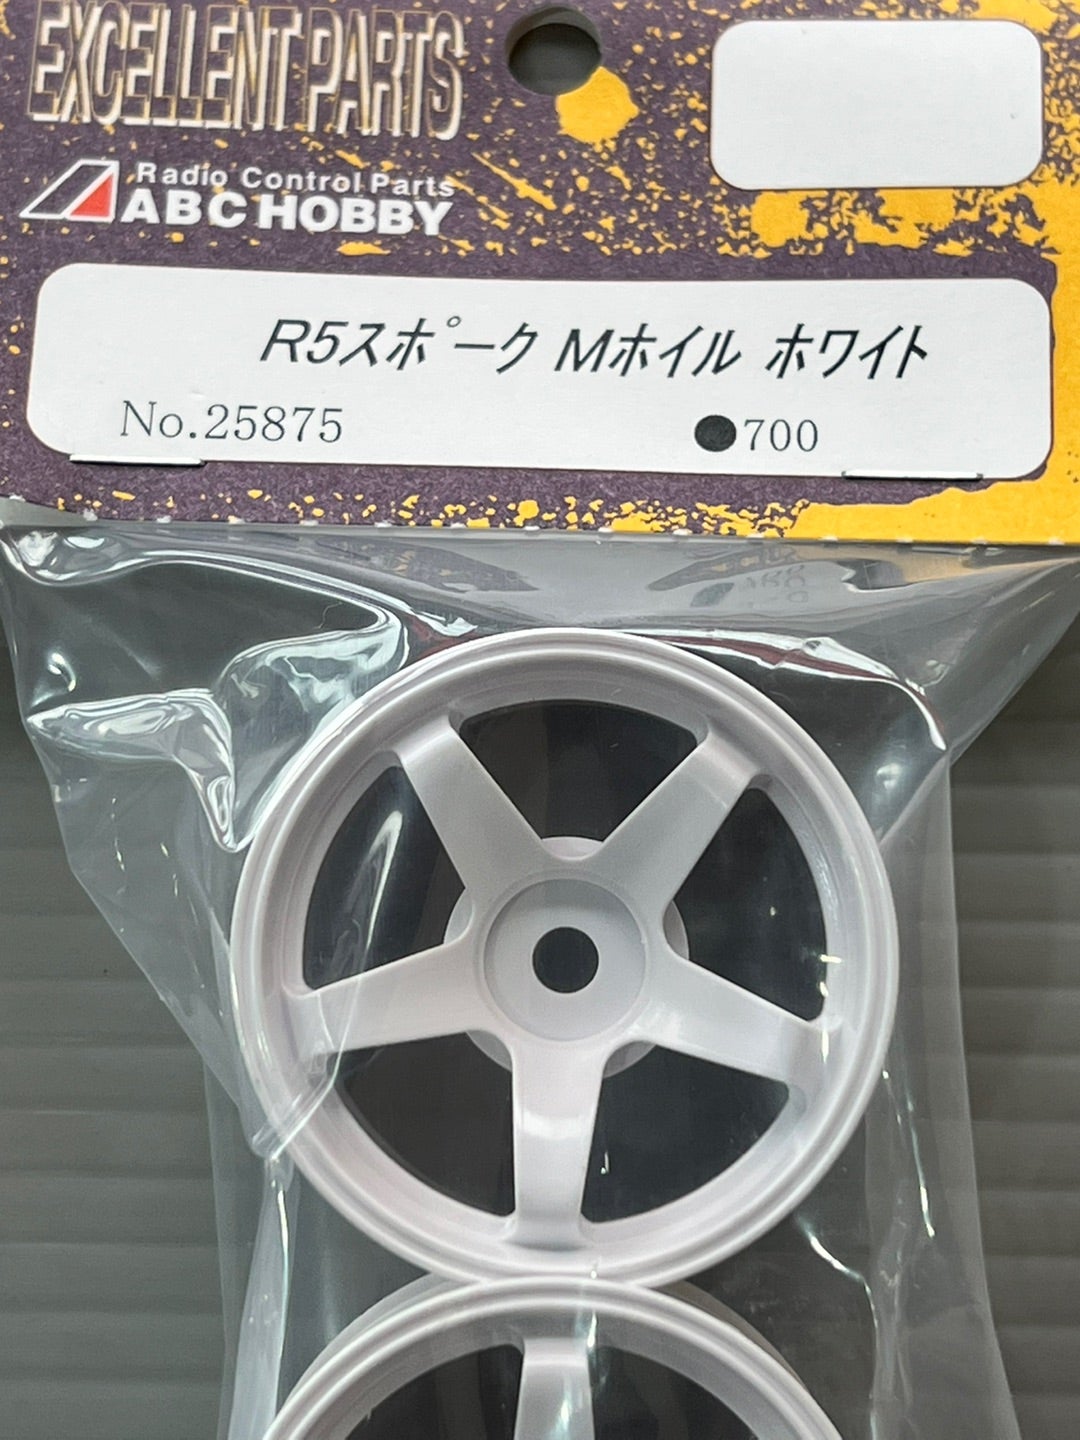 EXCELLENT PARTS
Radio Control Parts
ABC HOBBY
R5スポーク Mホイル ホワイト
No.25875 ●700